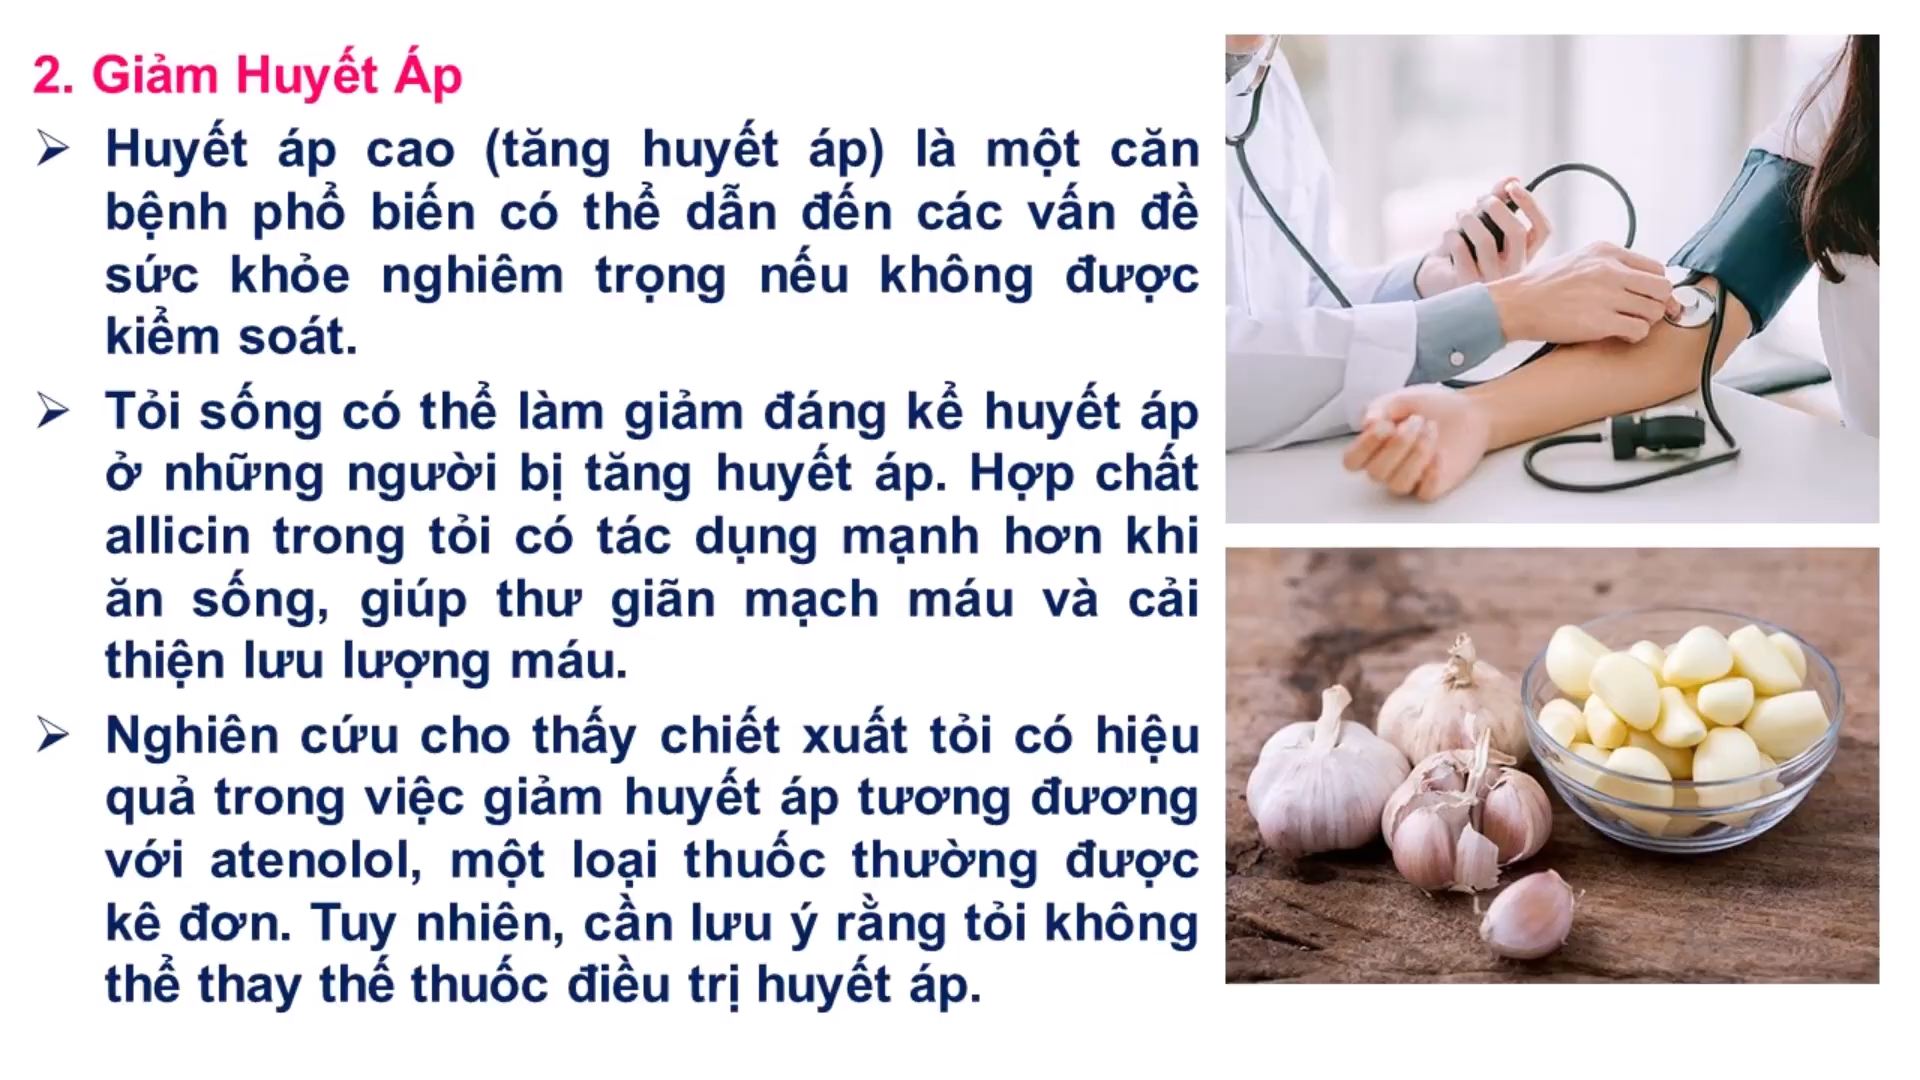 2. Giảm Huyết Áp
Huyết áp cao (tăng huyết áp) là một căn
bệnh phổ biến có thể dẫn đến các vấn đề
sức khỏe nghiêm trọng nếu không được
kiểm soát.
Tỏi sống có thể làm giảm đáng kể huyết áp
ở những người bị tăng huyết áp. Hợp chất
allicin trong tỏi có tác dụng mạnh hơn khi
ăn sống, giúp thư giãn mạch máu và cải
thiện lưu lượng máu.
Nghiên cứu cho thấy chiết xuất tỏi có hiệu
quả trong việc giảm huyết áp tương đương
với atenolol, một loại thuốc thường được
kê đơn. Tuy nhiên, cần lưu ý rằng tỏi không
thể thay thế thuốc điều trị huyết áp.